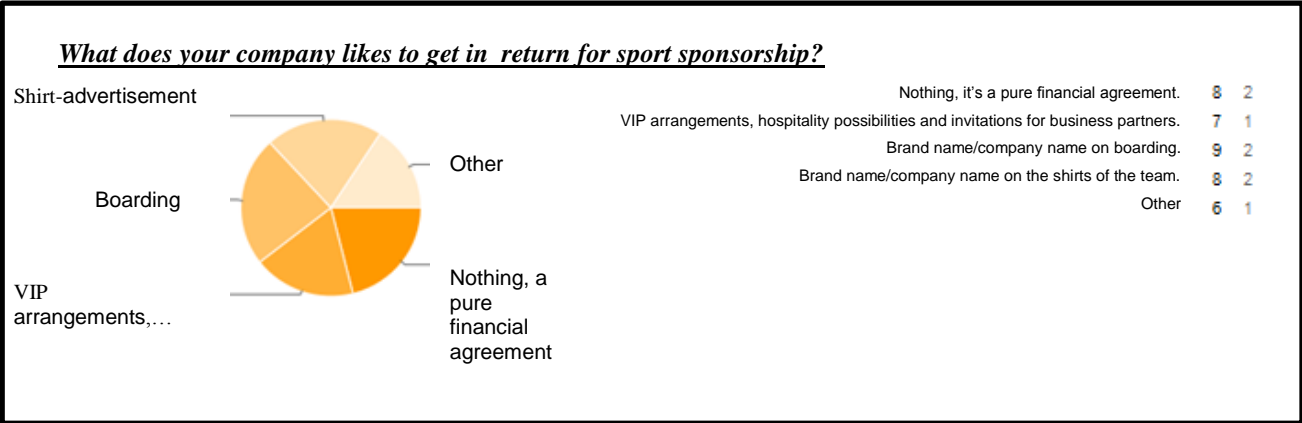 What does your company likes to get in return for sport sponsorship?
Shirt-advertisement
Boarding
VIP
arrangements,…
Other
Nothing, a
pure
financial
agreement
Nothing, it's a pure financial agreement. 8 2
VIP arrangements, hospitality possibilities and invitations for business partners. 7 1
Brand name/company name on boarding. 9 2
Brand name/company name on the shirts of the team. 8 2
Other 6 1